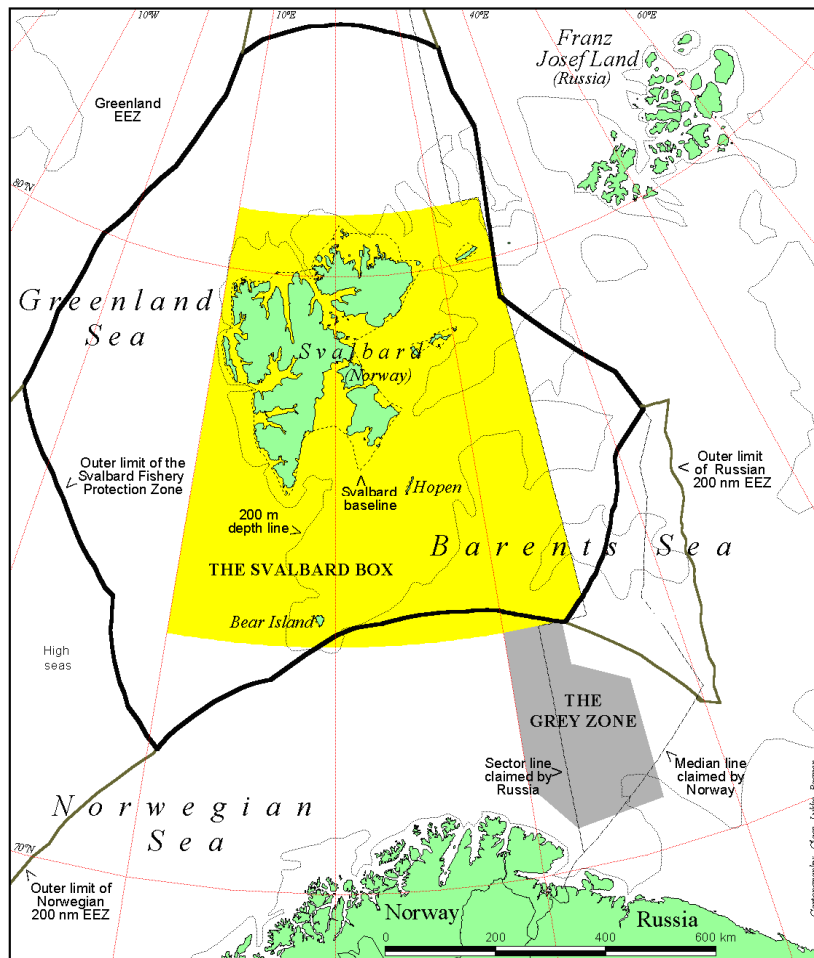 10°W
10°E
40°E
60°E
Franz
Josef Land
(Russia)
Greenland
EEZ
80°N
Greenland
Sea
Svalbard
(Norway)
Outer limit of the
Svalbard Fishery
Protection Zone
200 m
depth line
Svalbard
baseline
Hopen
Outer limit
of Russian
200 nm EEZ
Barents Sea
THE SVALBARD BOX
Bear Island
High
seas
THE
GREY ZONE
Sector line
claimed by
Russia
Median line
claimed by
Norway
Norwegian
Sea
70°N
Outer limit of
Norwegian
200 nm EEZ
Norway
Russia
0 200 400 600 km